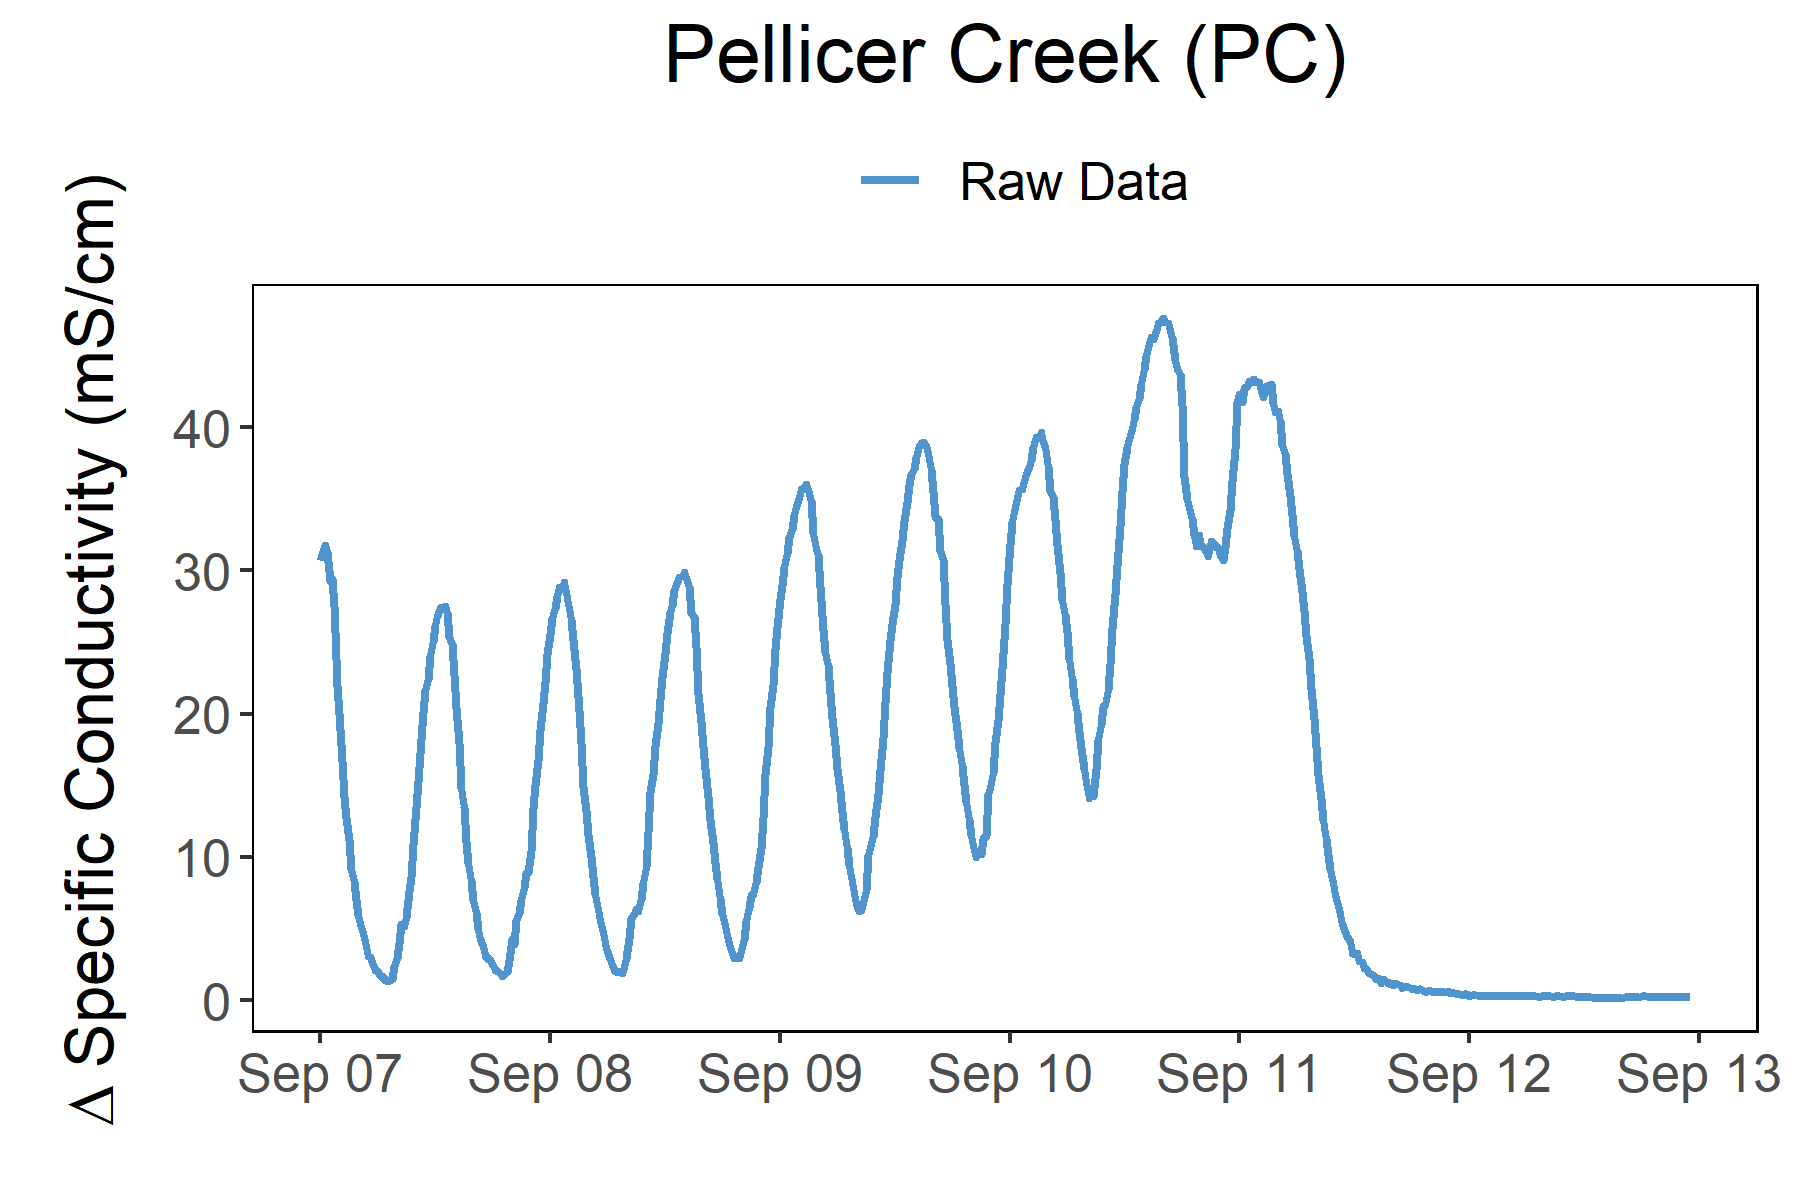 Pellicer Creek (PC)
Raw Data
Δ Specific Conductivity (mS/cm)
40
30
20
10
0
Sep 07 Sep 08 Sep 09 Sep 10 Sep 11 Sep 12 Sep 13